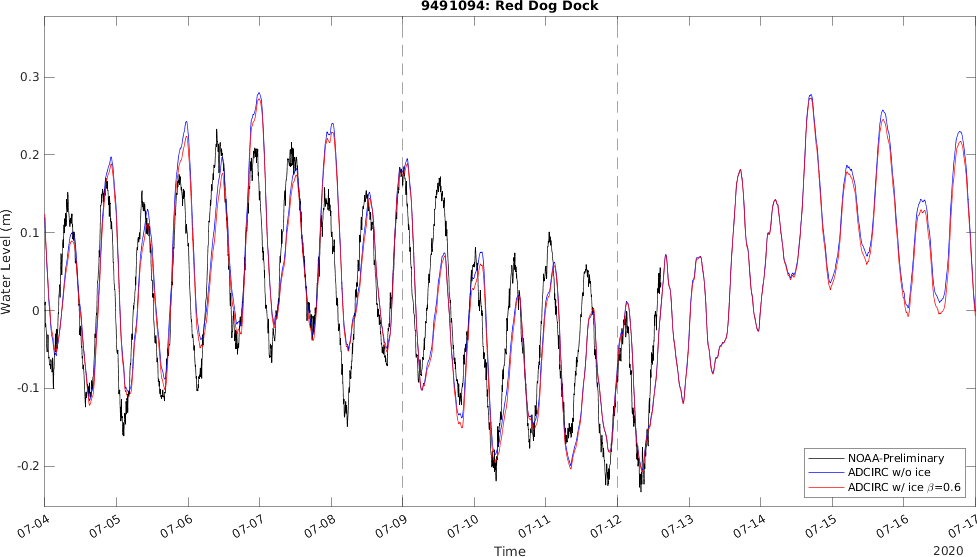 9491094: Red Dog Dock
Water Level (m)
0.3
0.2
0.1
0
-0.1
-0.2
NOAA-Preliminary
ADCIRC w/o ice
ADCIRC w/ ice β=0.6
07-04 07-05 07-06 07-07 07-08 07-09 07-10 07-11 07-12 07-13 07-14 07-15 07-16 07-17
Time
2020